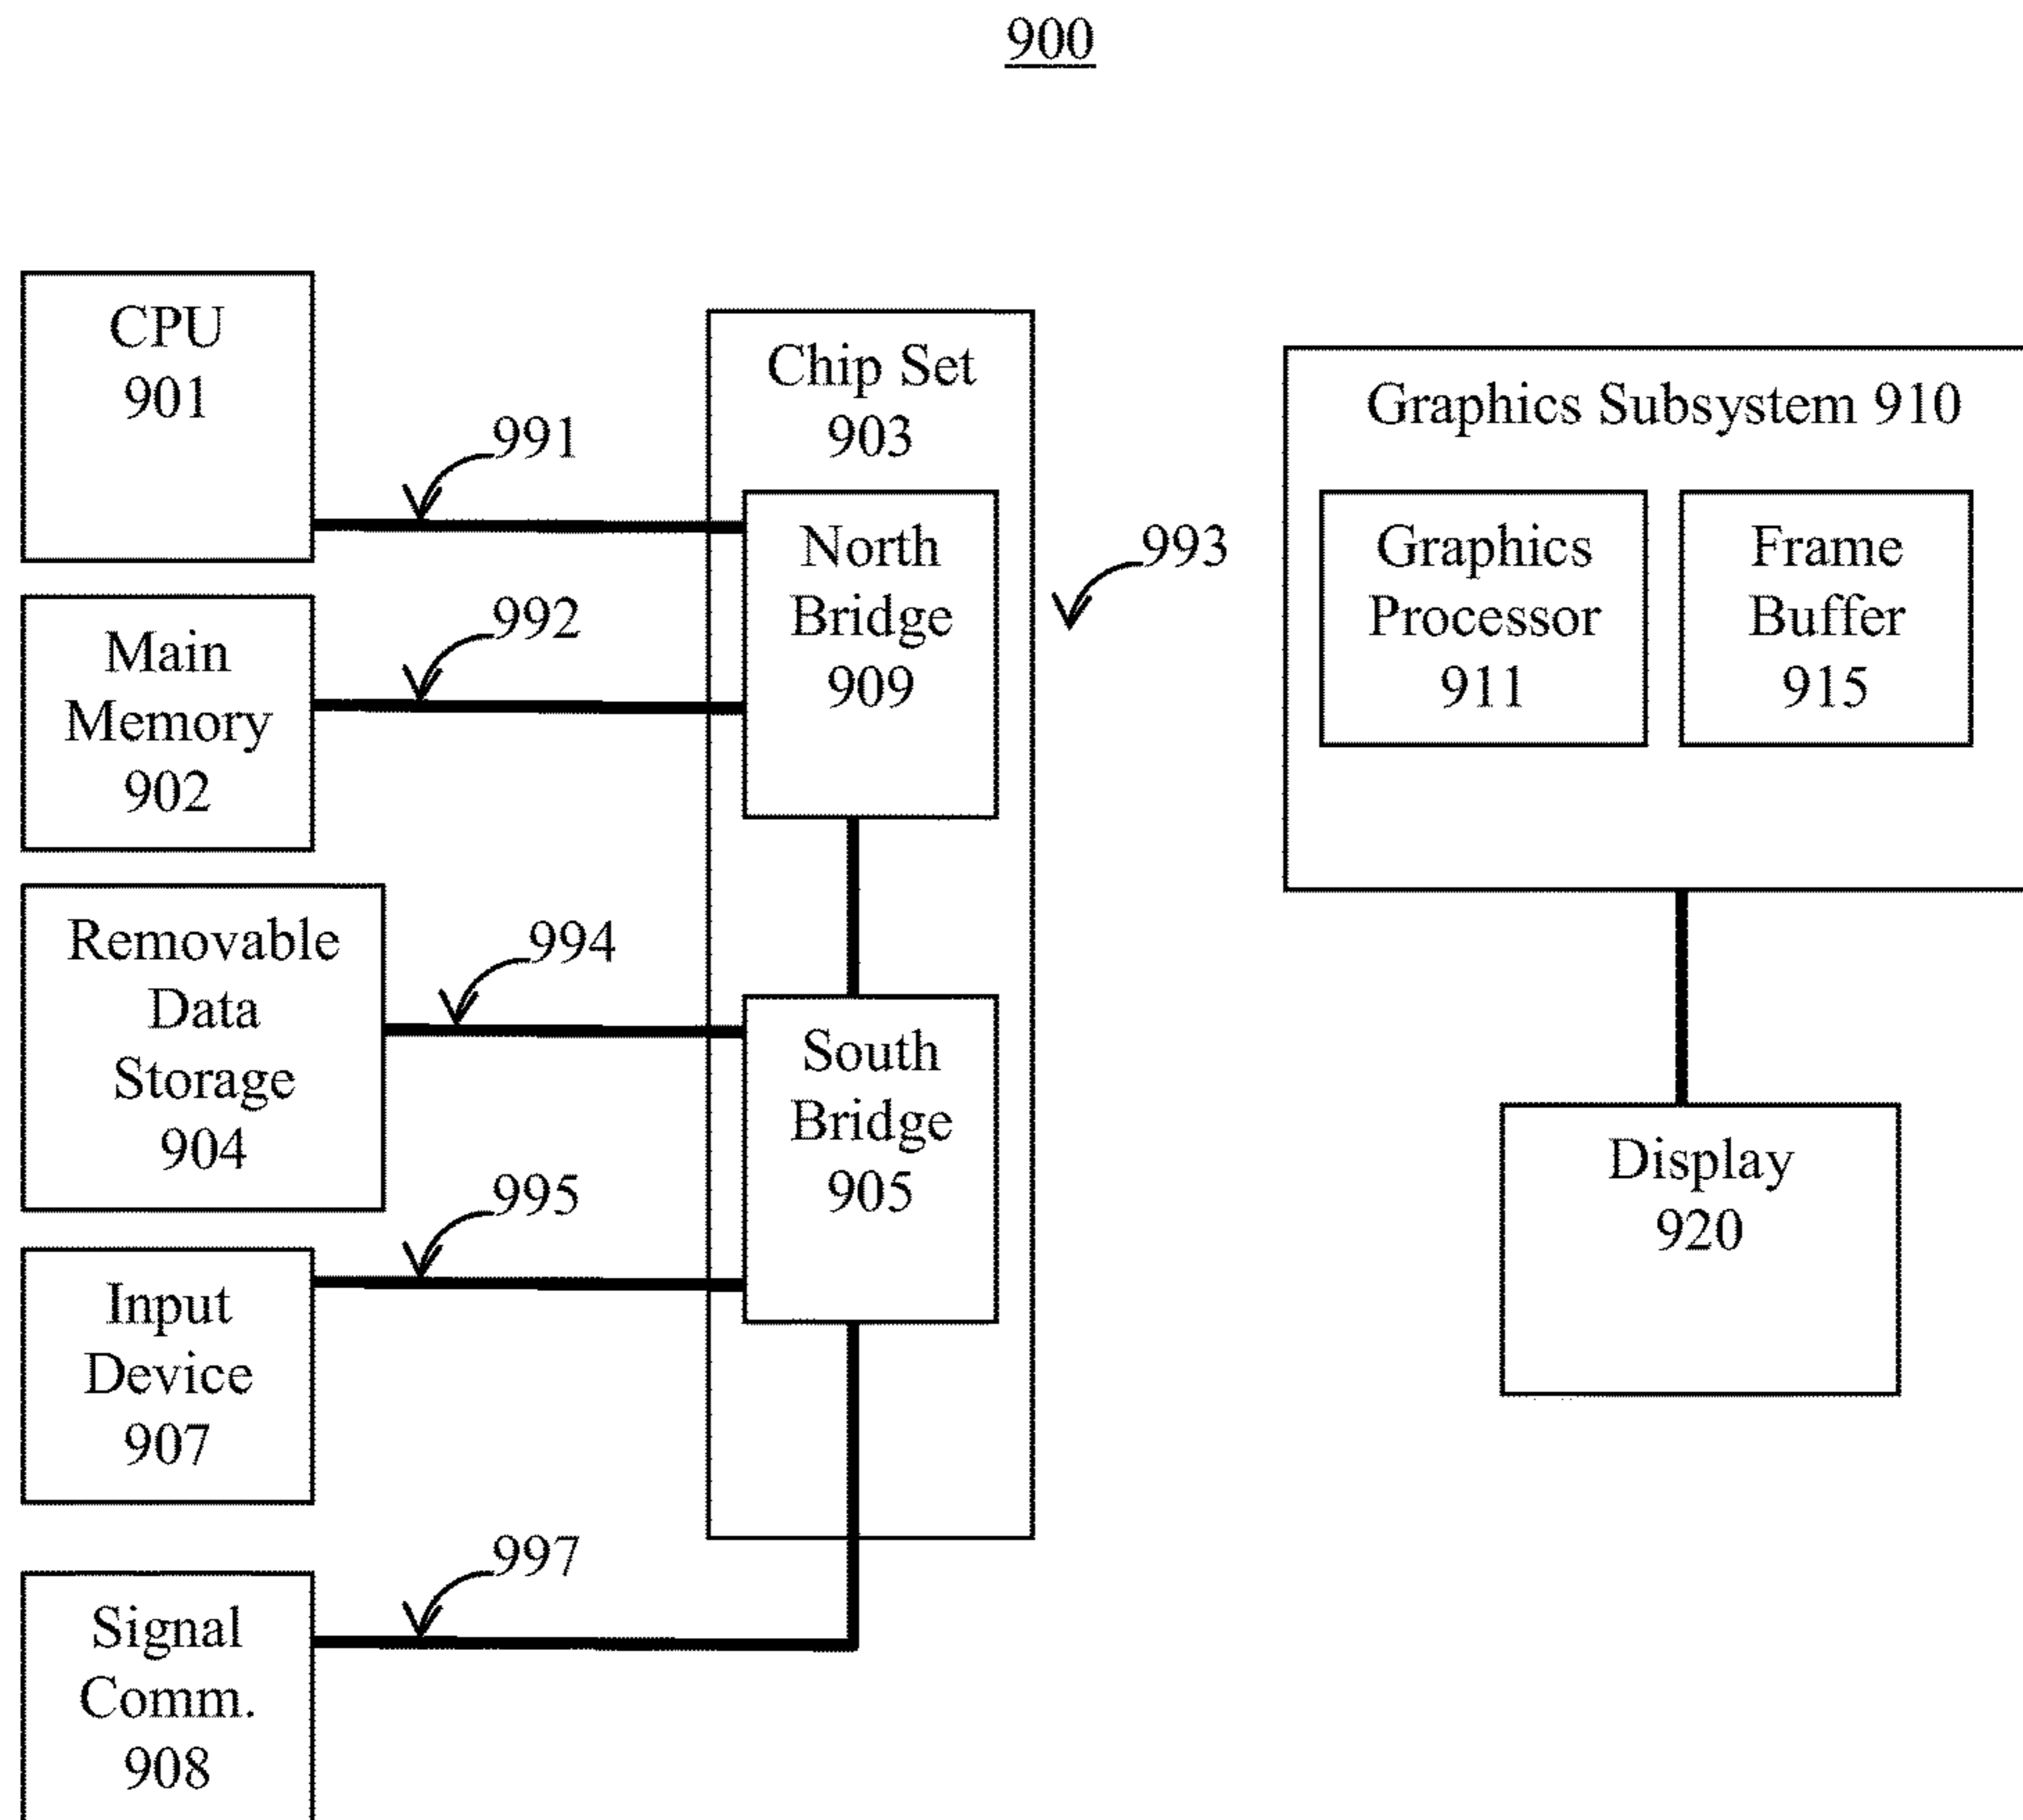 900
CPU
901
991
Main
Memory
902
992
Removable
Data
Storage
904
994
Input
Device
907
995
Signal
Comm.
908
997
Chip Set
903
North
Bridge
909
South
Bridge
905
993
Graphics Subsystem 910
Graphics
Processor
911
Frame
Buffer
915
Display
920